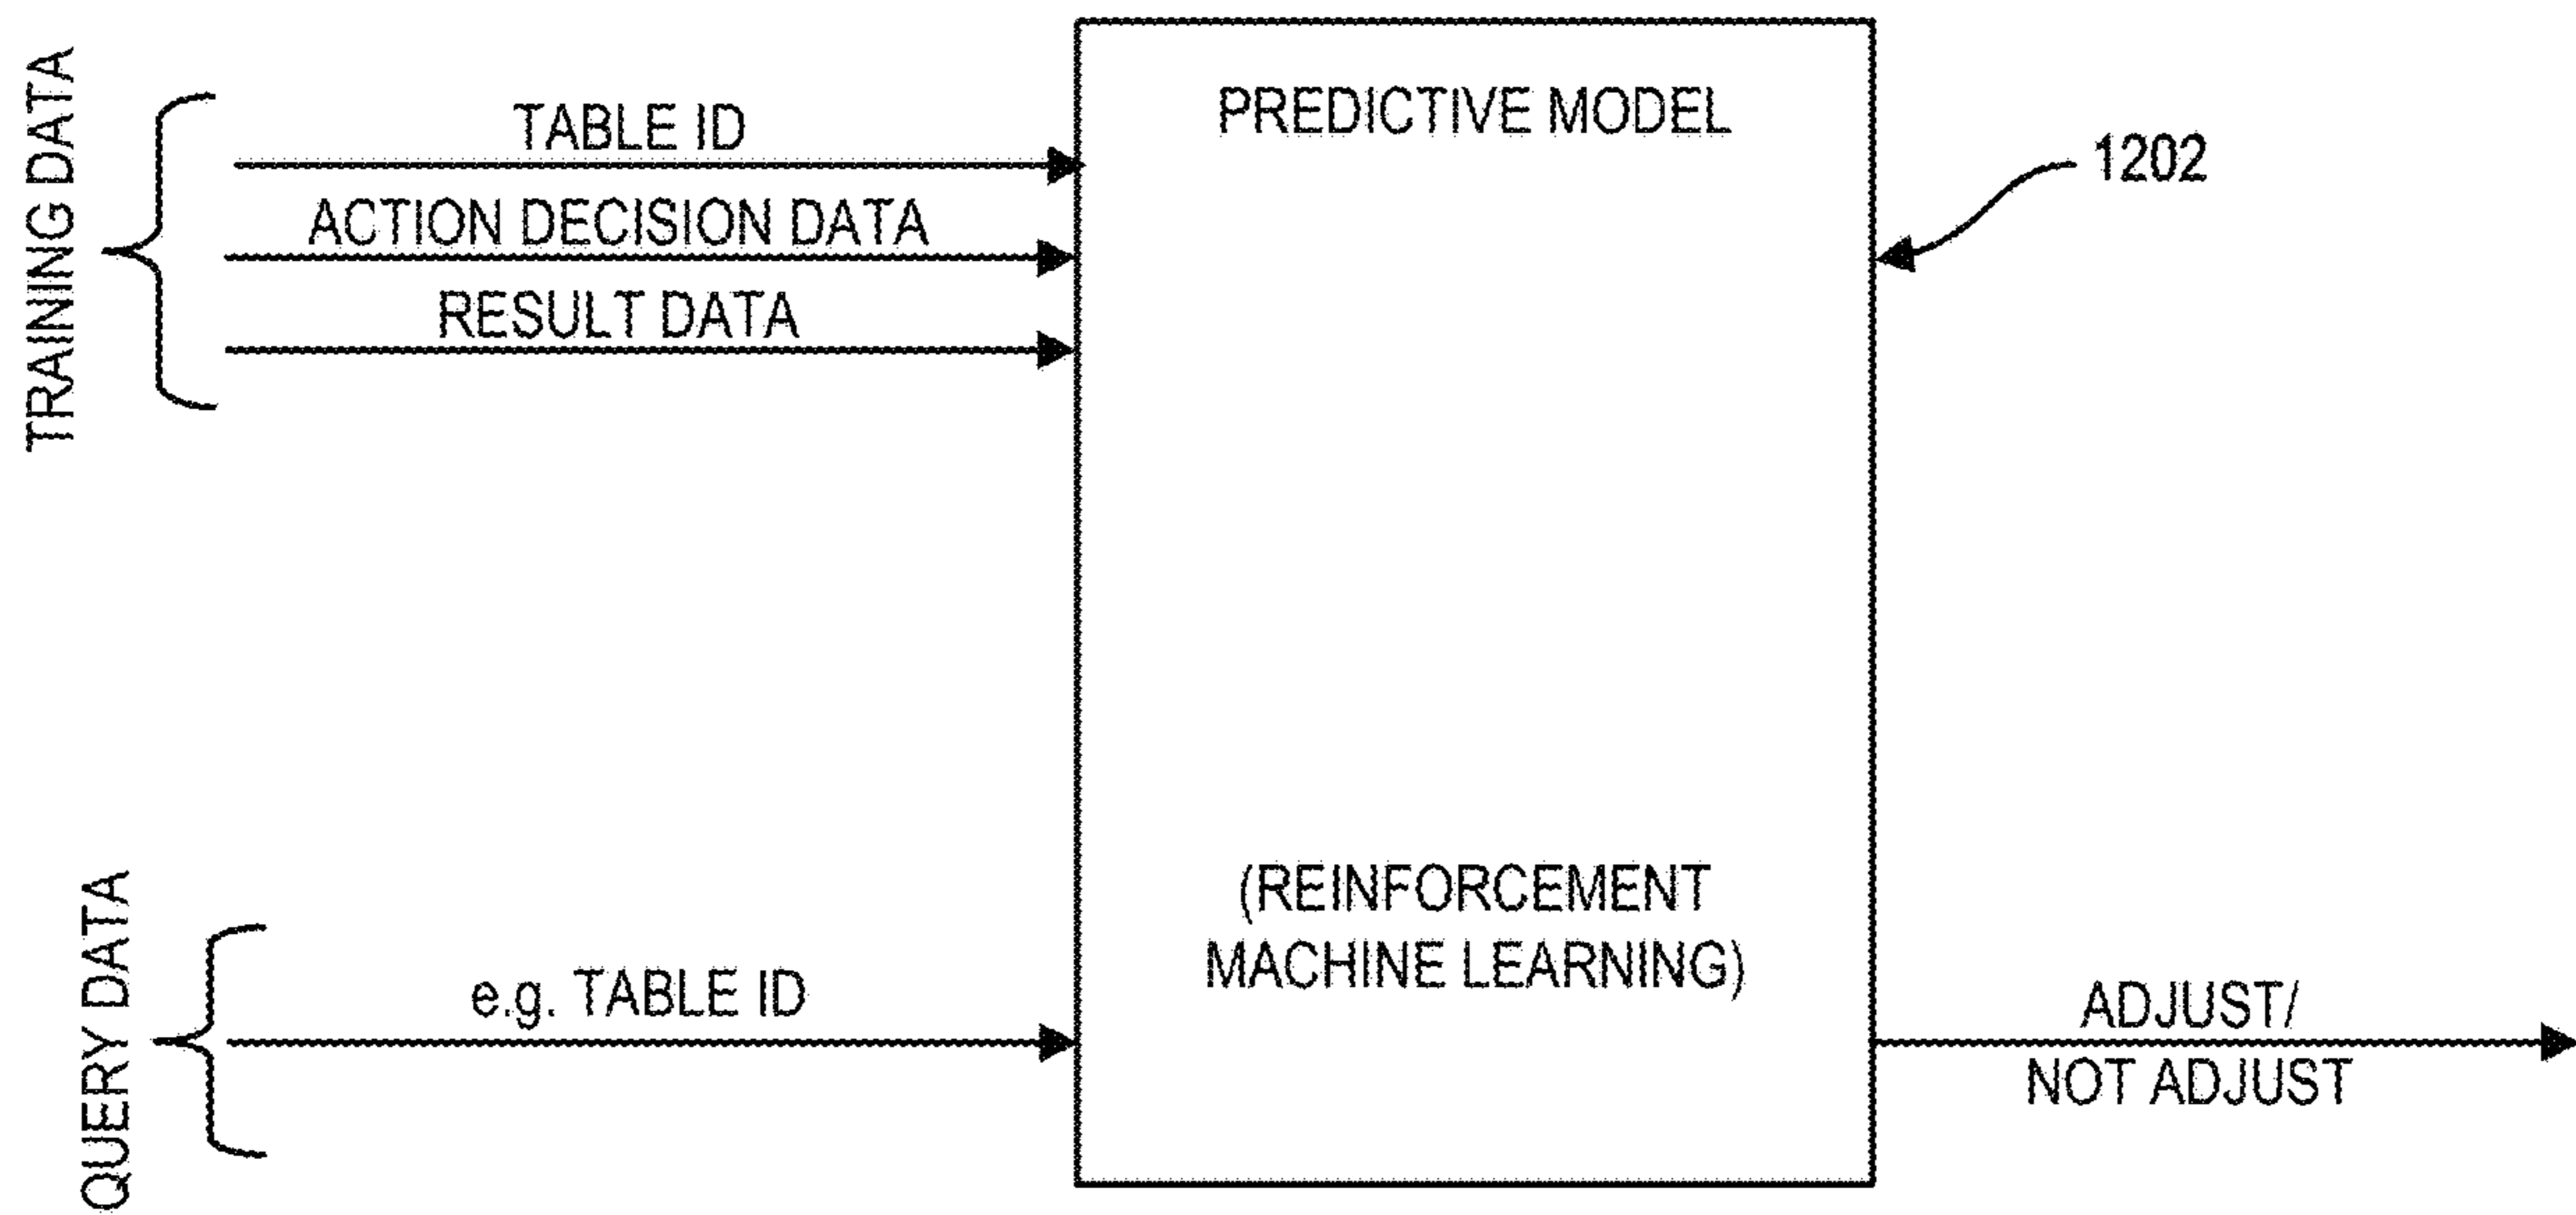 TRAINING DATA
TABLE ID
ACTION DECISION DATA
RESULT DATA
PREDICTIVE MODEL
1202
(REINFORCEMENT
MACHINE LEARNING)
QUERY DATA
e.g. TABLE ID
ADJUST/
NOT ADJUST